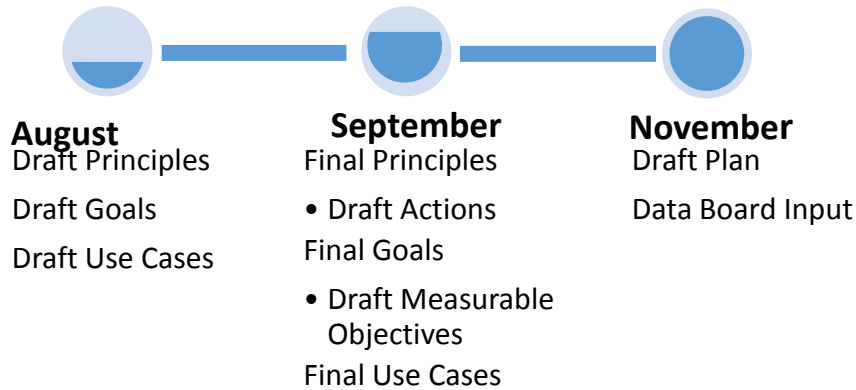 August
Draft Principles
Draft Goals
Draft Use Cases
September
Final Principles
• Draft Actions
Final Goals
• Draft Measurable
Objectives
Final Use Cases
November
Draft Plan
Data Board Input